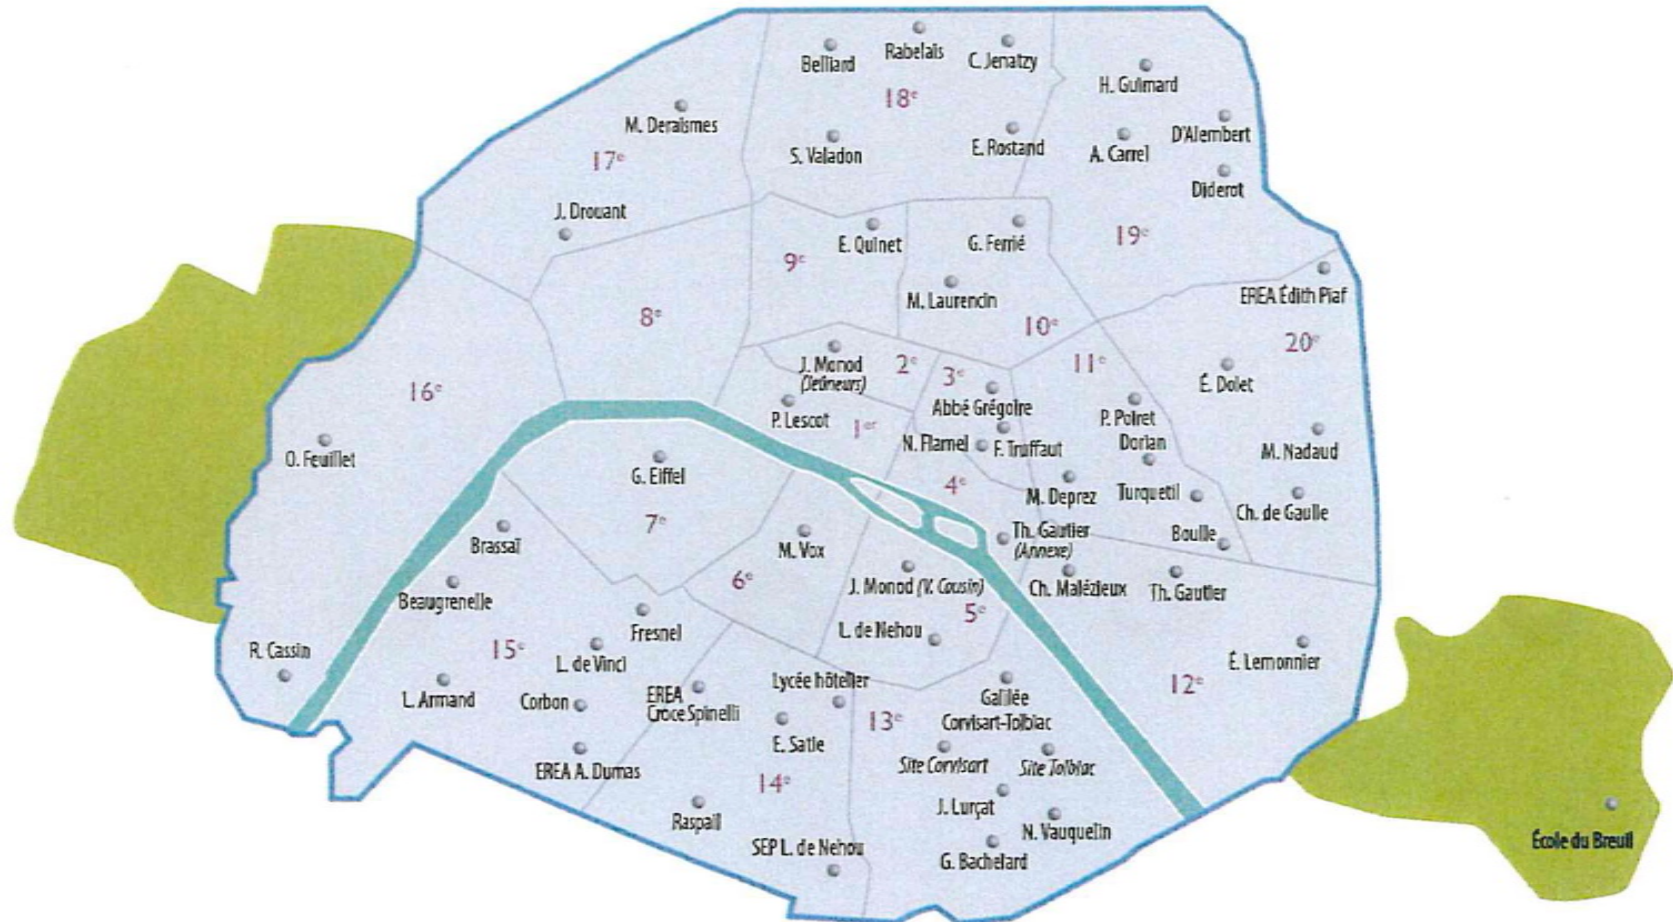 Rabelais
Belliard
C. Jenatzy
H. Guimard
18e
M. Deraismes
D'Alembert
S. Valadon
E. Rostand
A. Carrel
17e
Diderot
J. Drouant
E. Quinet
G. Ferrié
19e
9e
EREA Édith Piaf
M. Laurencin
8e
10e
20e
J. Monod
(Jeûneurs)
2e
3e
11e
É. Dolet
16e
Abbé Grégoire
P. Lescot
1er
P. Poiret
N. Flamel
F. Truffaut
Dorian
M. Nadaud
O. Feuillet
G. Eiffel
4e
M. Deprez
Turquetil
Ch. de Gaulle
7e
Brassaï
M. Vox
Th. Gautier
(Annexe)
Boulle
6e
J. Monod (V. Cousin)
Ch. Malézieux
Th. Gautier
Beaugrenelle
5e
Fresnel
L. de Nehou
R. Cassin
15e
L. de Vinci
É. Lemonnier
Lycée hôtelier
12e
L. Armand
Corbon
EREA
Croce Spinelli
Galilée
13e
Corvisart-Tolbiac
E. Satie
EREA A. Dumas
Site Corvisart
Site Tolbiac
14e
J. Lurçat
Raspail
N. Vauquelin
SEP L. de Nehou
G. Bachelard
École du Breuil